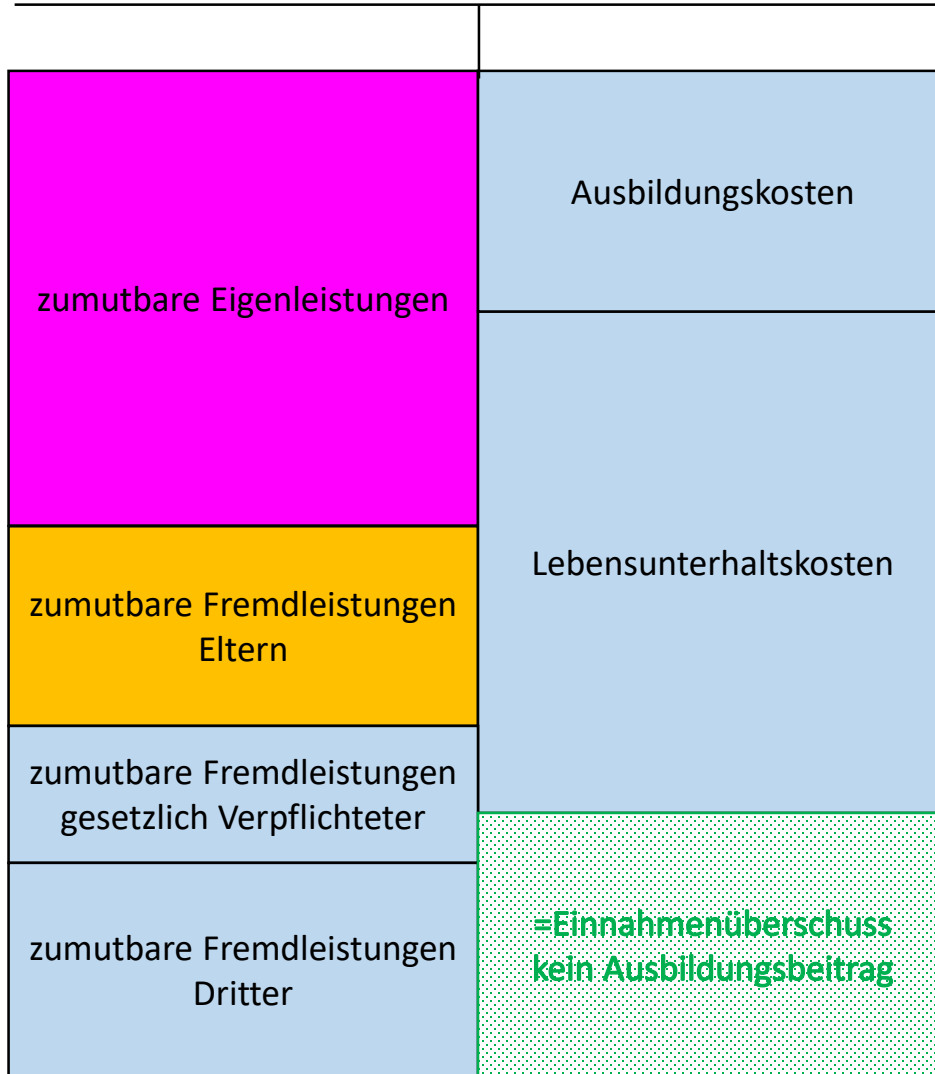 zumutbare Eigenleistungen
zumutbare Fremdleistungen
Eltern
zumutbare Fremdleistungen
gesetzlich Verpflichteter
zumutbare Fremdleistungen
Dritter
Ausbildungskosten
Lebensunterhaltskosten
=Einnahmenüberschuss
kein Ausbildungsbeitrag